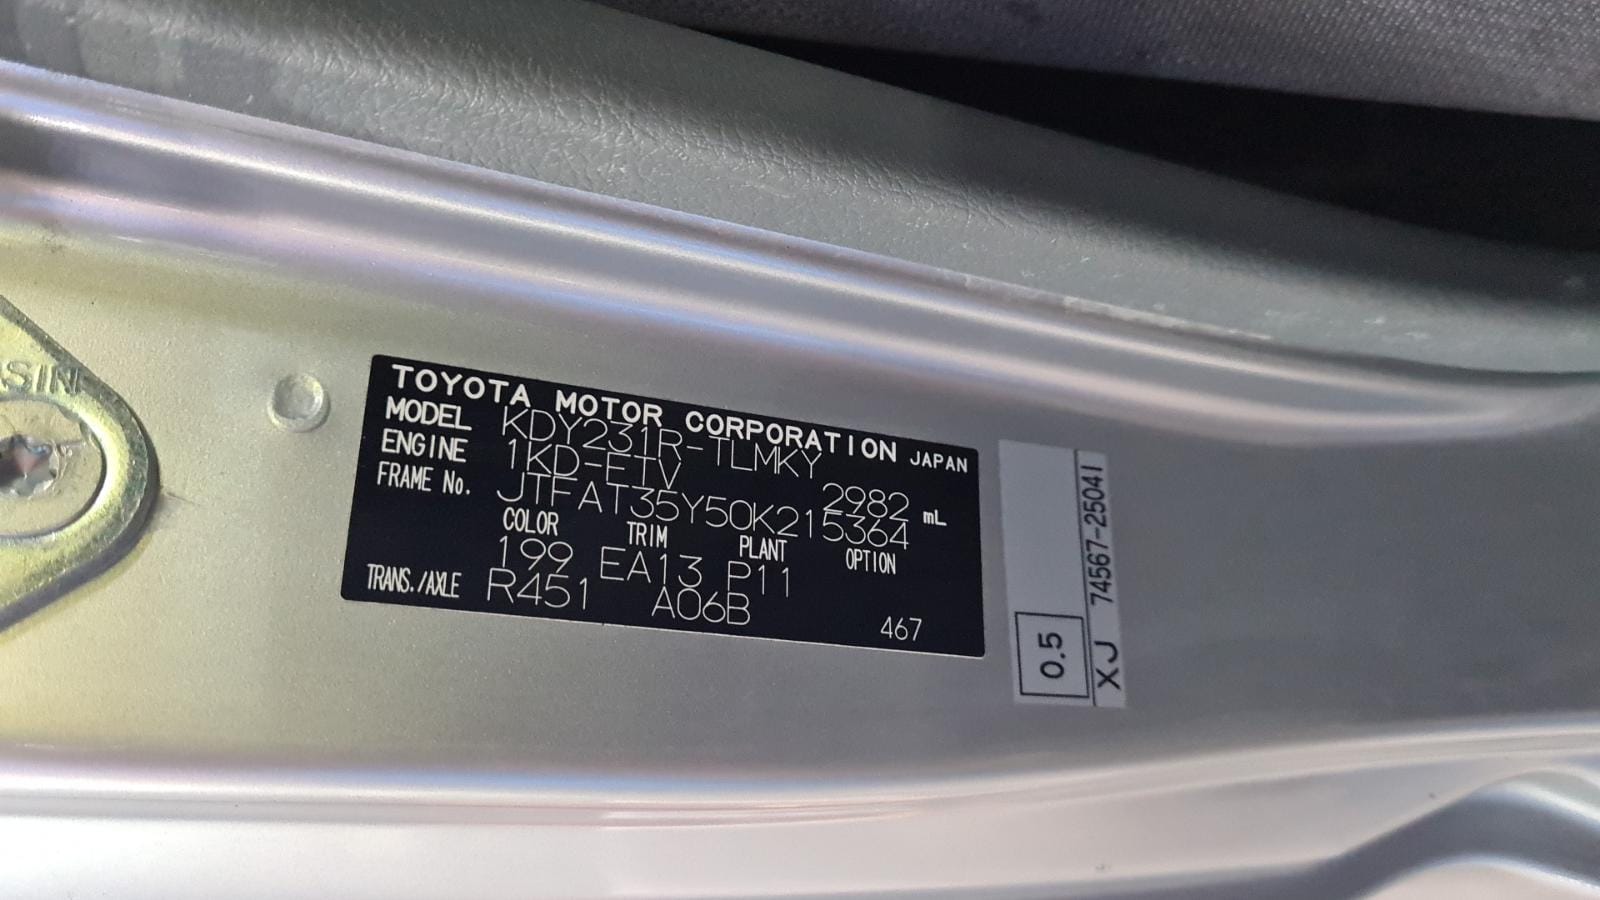 ASIN
TOYOTA MOTOR CORPORATION JAPAN
MODEL KDY231R-TLMKY
ENGINE 1KD-FTV 2982 mL
FRAME No. JTFAT35Y50K215364
COLOR TRIM PLANT OPTION
199 EA13 P11
TRANS./AXLE R451 A06B
467
0.5
XJ 74567-25041